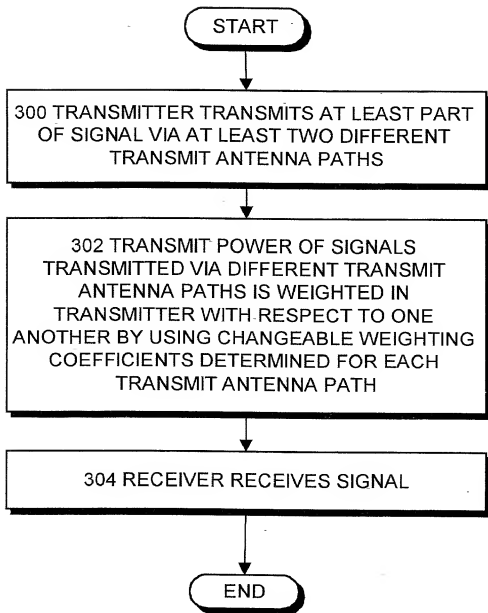 START
300 TRANSMITTER TRANSMITS AT LEAST PART
OF SIGNAL VIA AT LEAST TWO DIFFERENT
TRANSMIT ANTENNA PATHS
302 TRANSMIT POWER OF SIGNALS
TRANSMITTED VIA DIFFERENT TRANSMIT
ANTENNA PATHS IS WEIGHTED IN
TRANSMITTER WITH RESPECT TO ONE
ANOTHER BY USING CHANGEABLE WEIGHTING
COEFFICIENTS DETERMINED FOR EACH
TRANSMIT ANTENNA PATH
304 RECEIVER RECEIVES SIGNAL
END